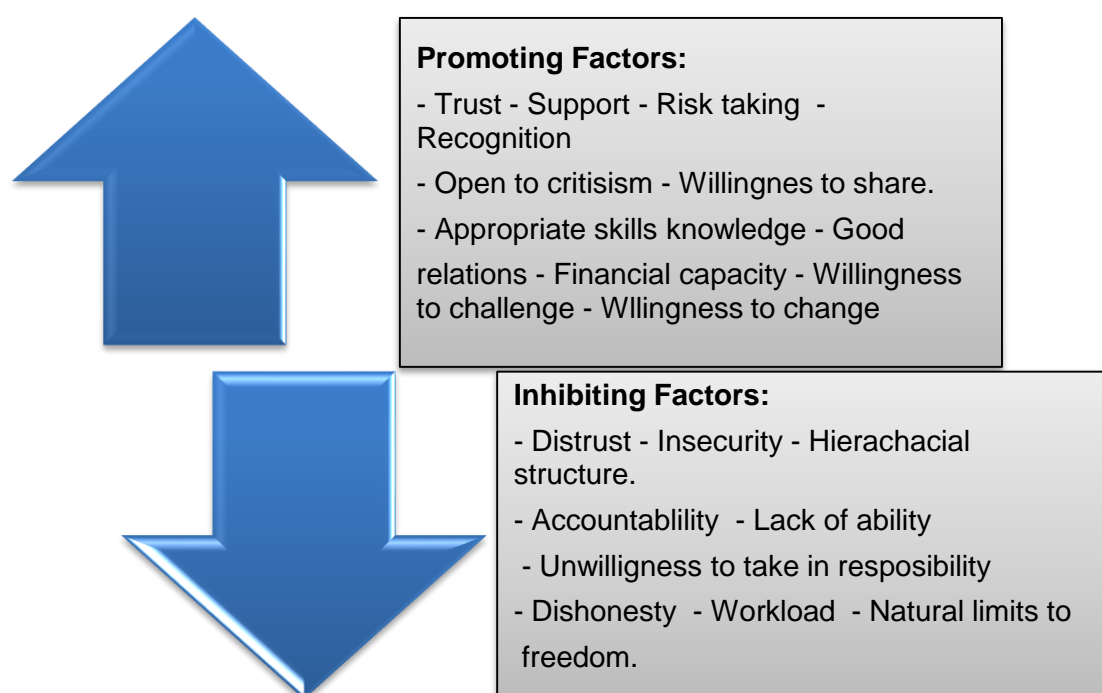 Promoting Factors:
- Trust - Support - Risk taking -
Recognition
- Open to critisism - Willingnes to share.
- Appropriate skills knowledge - Good
relations - Financial capacity - Willingness
to challenge - Wllingness to change
Inhibiting Factors:
- Distrust - Insecurity - Hierachacial
structure.
- Accountablility - Lack of ability
- Unwilligness to take in resposibility
- Dishonesty - Workload - Natural limits to
freedom.